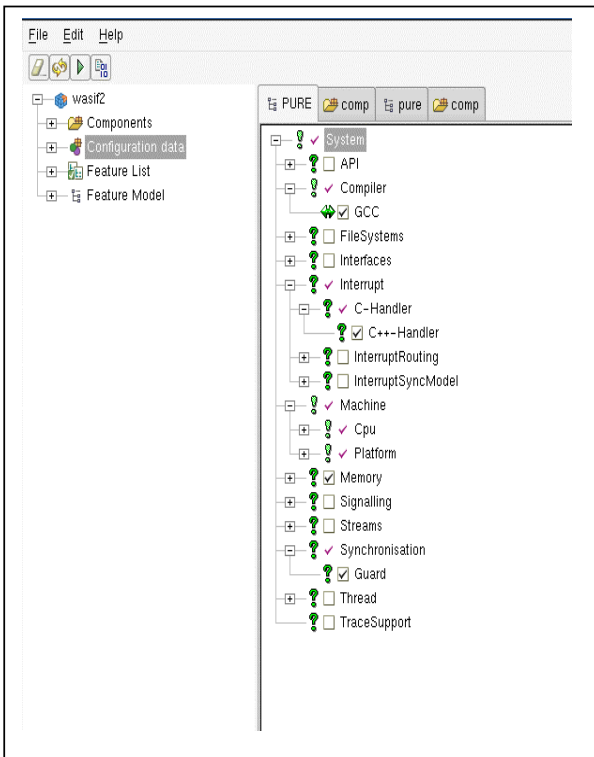 File Edit Help
wasif2
Components
Configuration data
Feature List
Feature Model
PURE comp pure comp
System
API
Compiler
GCC
FileSystems
Interfaces
Interrupt
C-Handler
C++-Handler
InterruptRouting
InterruptSyncModel
Machine
Cpu
Platform
Memory
Signalling
Streams
Synchronisation
Guard
Thread
TraceSupport